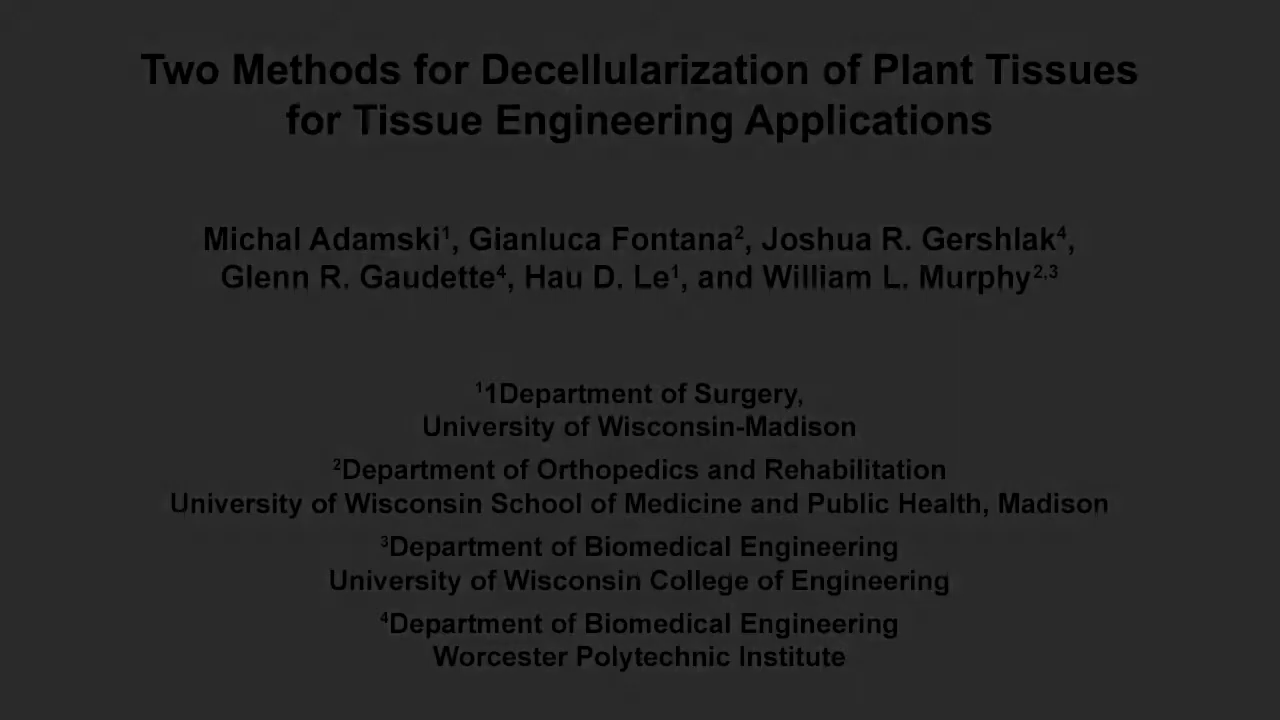 Two Methods for Decellularization of Plant Tissues
for Tissue Engineering Applications
Michal Adamski¹, Gianluca Fontana², Joshua R. Gershlak⁴,
Glenn R. Gaudette⁴, Hau D. Le¹, and William L. Murphy²,³
¹1Department of Surgery,
University of Wisconsin-Madison
²Department of Orthopedics and Rehabilitation
University of Wisconsin School of Medicine and Public Health, Madison
³Department of Biomedical Engineering
University of Wisconsin College of Engineering
⁴Department of Biomedical Engineering
Worcester Polytechnic Institute